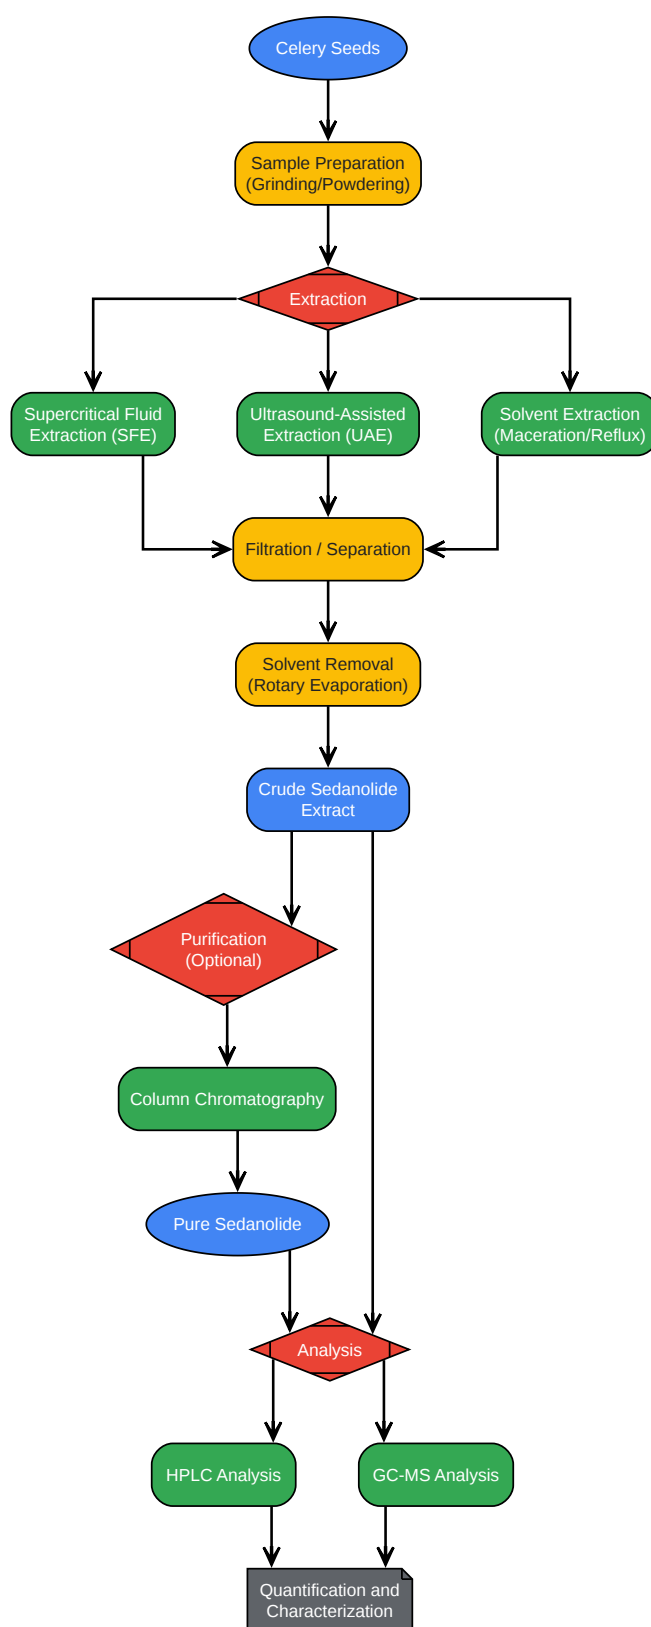 Celery Seeds
Sample Preparation
(Grinding/Powdering)
Extraction
Supercritical Fluid
Extraction (SFE)
Ultrasound-Assisted
Extraction (UAE)
Solvent Extraction
(Maceration/Reflux)
Filtration / Separation
Solvent Removal
(Rotary Evaporation)
Crude Sedanolide
Extract
Purification
(Optional)
Column Chromatography
Pure Sedanolide
Analysis
HPLC Analysis
GC-MS Analysis
Quantification and
Characterization